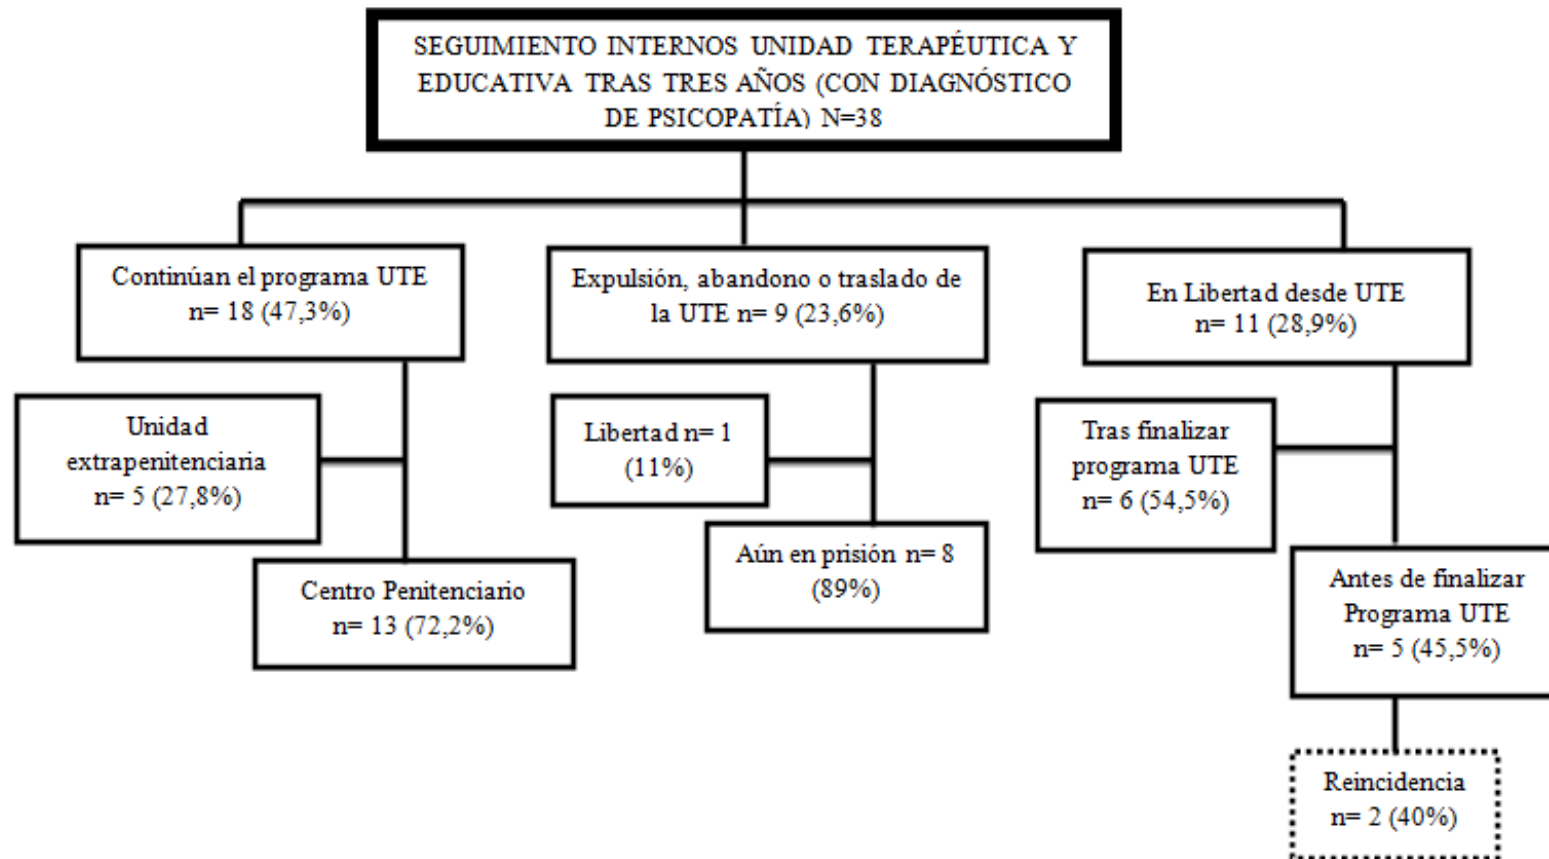 SEGUIMIENTO INTERNOS UNIDAD TERAPÉUTICA Y
EDUCATIVA TRAS TRES AÑOS (CON DIAGNÓSTICO
DE PSICOPATÍA) N=38
Continúan el programa UTE
n= 18 (47,3%)
Expulsión, abandono o traslado de
la UTE n= 9 (23,6%)
En Libertad desde UTE
n= 11 (28,9%)
Unidad
extrapenitenciaria
n= 5 (27,8%)
Centro Penitenciario
n= 13 (72,2%)
Libertad n= 1
(11%)
Aún en prisión n= 8
(89%)
Tras finalizar
programa UTE
n= 6 (54,5%)
Antes de finalizar
Programa UTE
n= 5 (45,5%)
Reincidencia
n= 2 (40%)